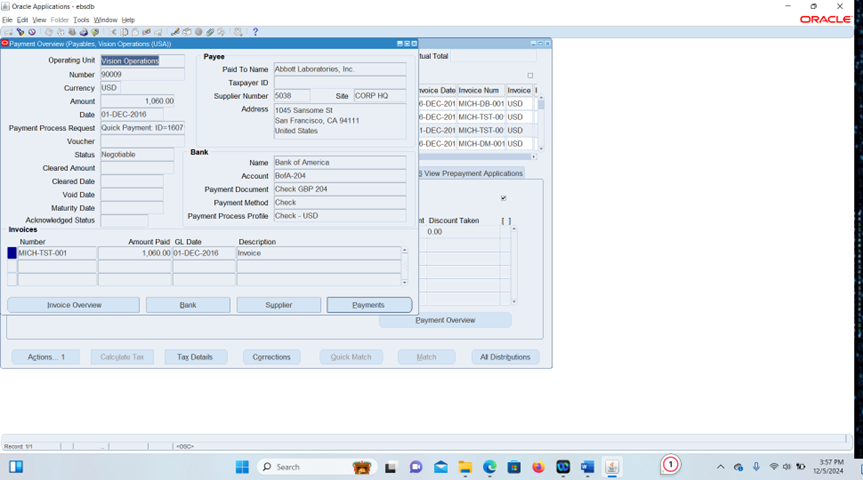 Oracle Applications - ebsdb
File Edit View Folder Tools Window Help
ORACLE
Payment Overview (Payables, Vision Operations (USA))
Operating Unit Vision Operations
Number 90009
Currency USD
Amount 1,060.00
Date 01-DEC-2016
Payment Process Request Quick Payment: ID=1607
Voucher
Status Negotiable
Cleared Amount
Cleared Date
Void Date
Maturity Date
Acknowledged Status
Payee
Paid To Name Abbott Laboratories, Inc.
Taxpayer ID
Supplier Number 5038 Site CORP HQ
Address 1045 Sansome St
San Francisco, CA 94111
United States
Bank
Name Bank of America
Account BofA-204
Payment Document Check GBP 204
Payment Method Check
Payment Process Profile Check - USD
Invoices
Number Amount Paid GL Date Description
MICH-TST-001 1,060.00 01-DEC-2016 Invoice
Invoice Overview Bank Supplier Payments
tual Total
nvoice Date Invoice Num Invoice
6-DEC-201 MICH-DB-001 USD
6-DEC-201 MICH-TST-00 USD
1-DEC-201 MICH-TST-00 USD
6-DEC-201 MICH-DM-001 USD
View Prepayment Applications
nt Discount Taken [ ]
0.00
Payment Overview
Actions... 1 Calculate Tax Tax Details Corrections Quick Match Match All Distributions
Record: 1/1 ... <OSC>
Search
1
3:57 PM
12/5/2024